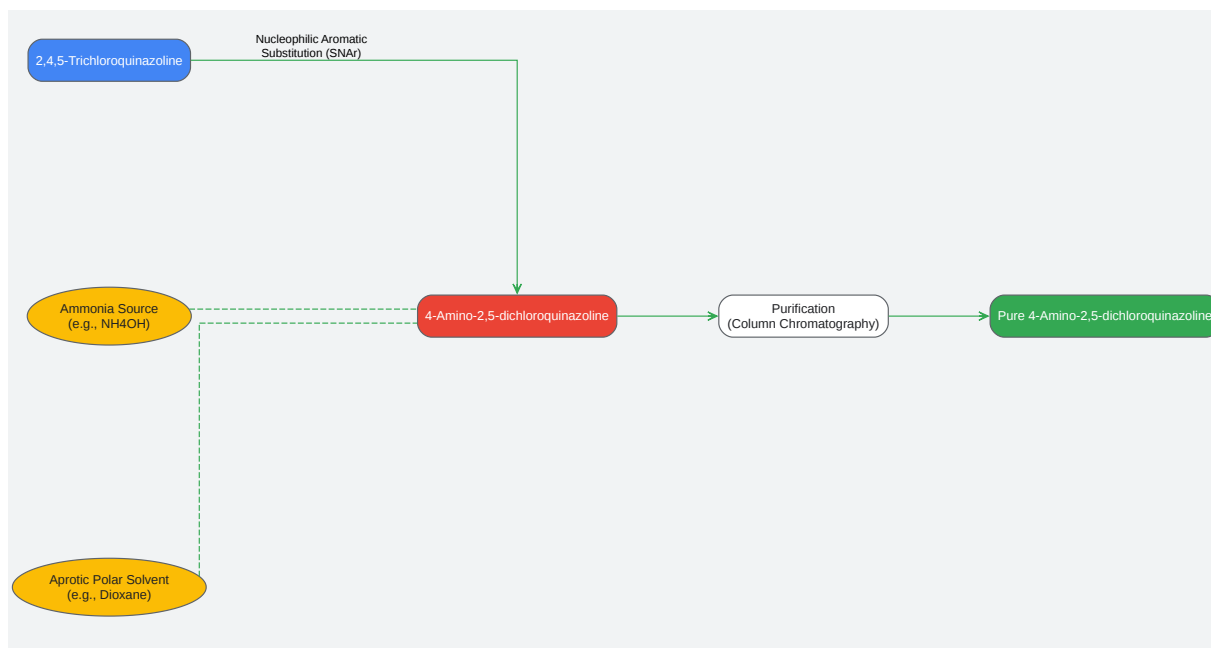 2,4,5-Trichloroquinazoline
Nucleophilic Aromatic
Substitution (SNAr)
Ammonia Source
(e.g., NH4OH)
4-Amino-2,5-dichloroquinazoline
Purification
(Column Chromatography)
Pure 4-Amino-2,5-dichloroquinazoline
Aprotic Polar Solvent
(e.g., Dioxane)